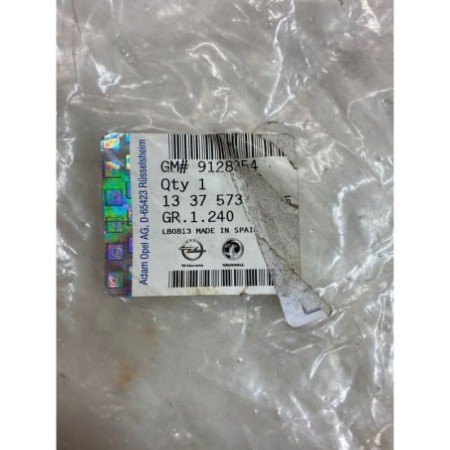 GM# 9128354
Qty 1
13 37 573
GR.1.240
LB0813 MADE IN SPAIN
VAUXHALL
Adam Opel AG, D-65423 Rüsselsheim